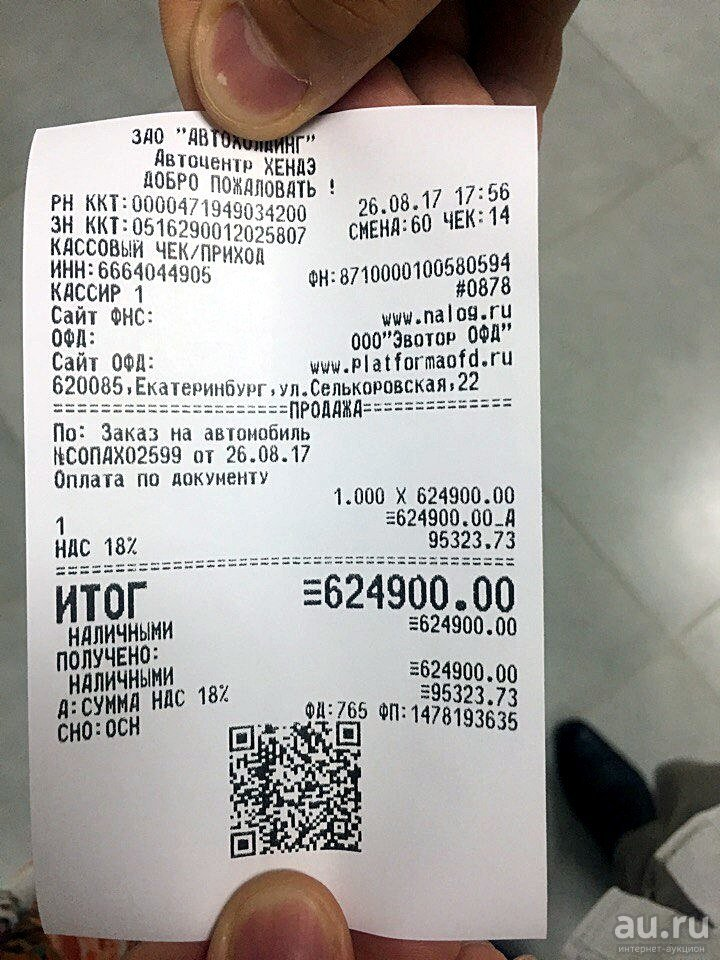 ЗАО "АВТОХОЛДИНГ"
Автоцентр ХЕНДЭ
ДОБРО ПОЖАЛОВАТЬ !
РН ККТ:0000471949034200 26.08.17 17:56
ЗН ККТ:0516290012025807 СМЕНА:60 ЧЕК:14
КАССОВЫЙ ЧЕК/ПРИХОД
ИНН:6664044905 ФН:8710000100580594
КАССИР 1 #0878
Сайт ФНС: www.nalog.ru
ОФД: ООО"Эвотор ОФД"
Сайт ОФД: www.platformaofd.ru
620085,Екатеринбург,ул.Селькоровская,22
=====================ПРОДАЖА==============
По: Заказ на автомобиль
№СОПАХ02599 от 26.08.17
Оплата по документу
1.000 X 624900.00
1 ≡624900.00_А
НДС 18% 95323.73
ИТОГ ≡624900.00
НАЛИЧНЫМИ ≡624900.00
ПОЛУЧЕНО:
НАЛИЧНЫМИ ≡624900.00
А:СУММА НДС 18% ≡95323.73
СНО:ОСН ФД:765 ФП:1478193635
au.ru
интернет-аукцион